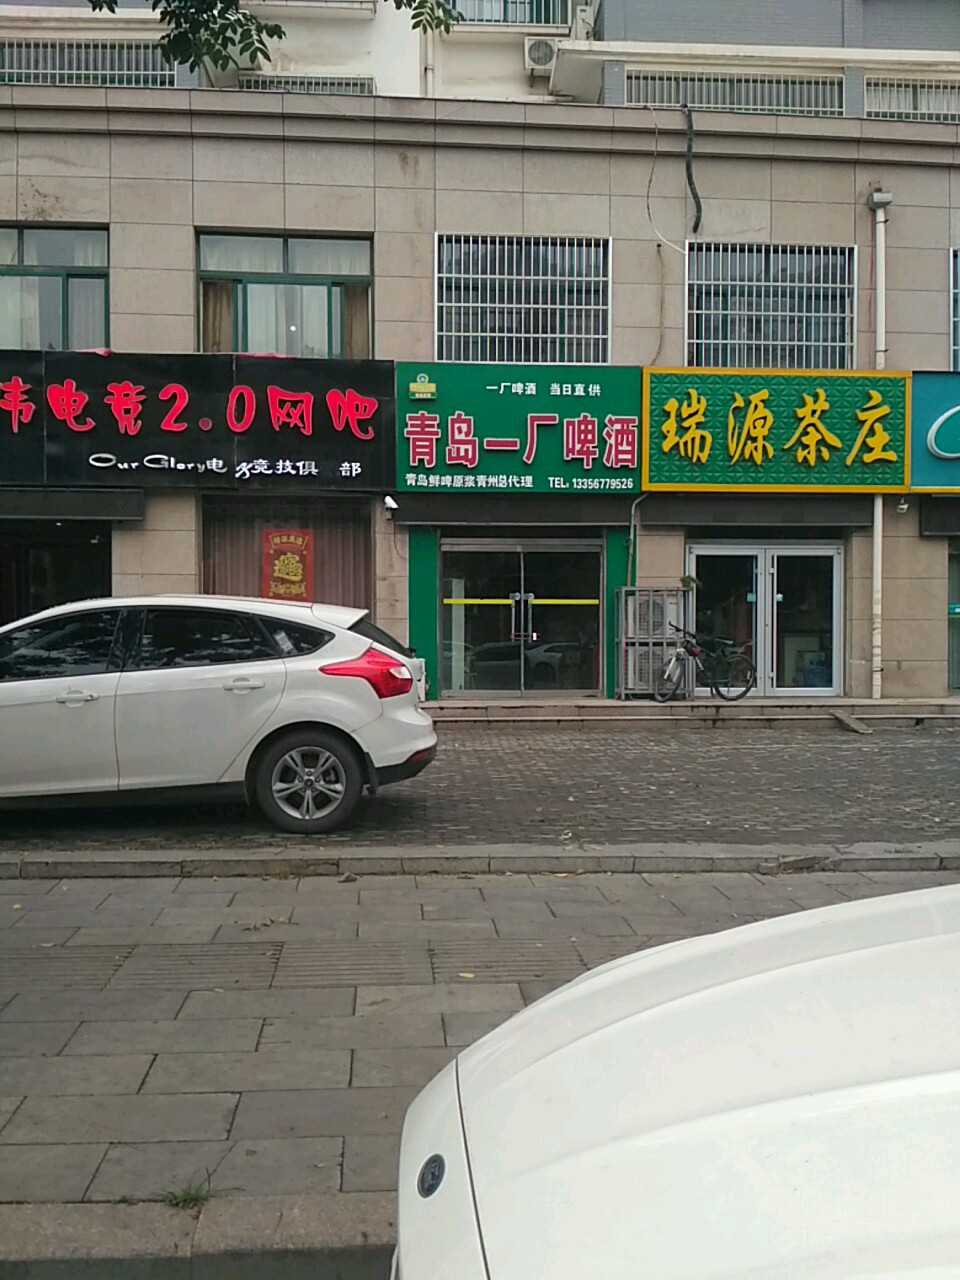 电竞2.0网吧
Our Glory电 竞技俱 部
一厂啤酒 当日直供
青岛一厂啤酒
青岛鲜啤原浆青州总代理 TEL: 13356779526
瑞源茶庄